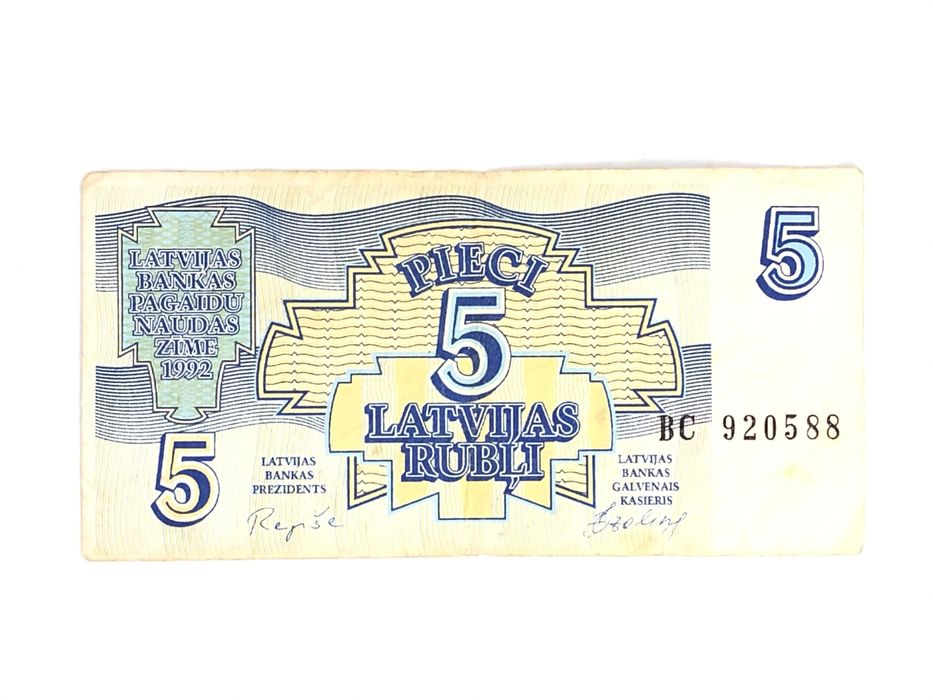 LATVIJAS
BANKAS
PAGAIDU
NAUDAS
ZIME
1992
5
LATVIJAS
BANKAS
PREZIDENTS
Repše
PIECI
5
LATVIJAS
RUBĻI
5
BC 920588
LATVIJAS
BANKAS
GALVENAIS
KASIERIS